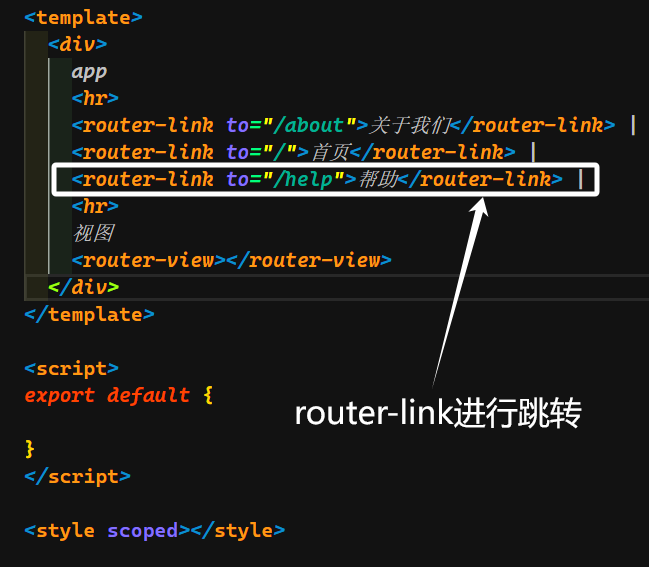 <template>
<div>
app
<hr>
<router-link to="/about">关于我们</router-link> |
<router-link to="/">首页</router-link> |
<router-link to="/help">帮助</router-link> |
<hr>
视图
<router-view></router-view>
</div>
</template>
<script>
export default {
router-link进行跳转
}
</script>
<style scoped></style>